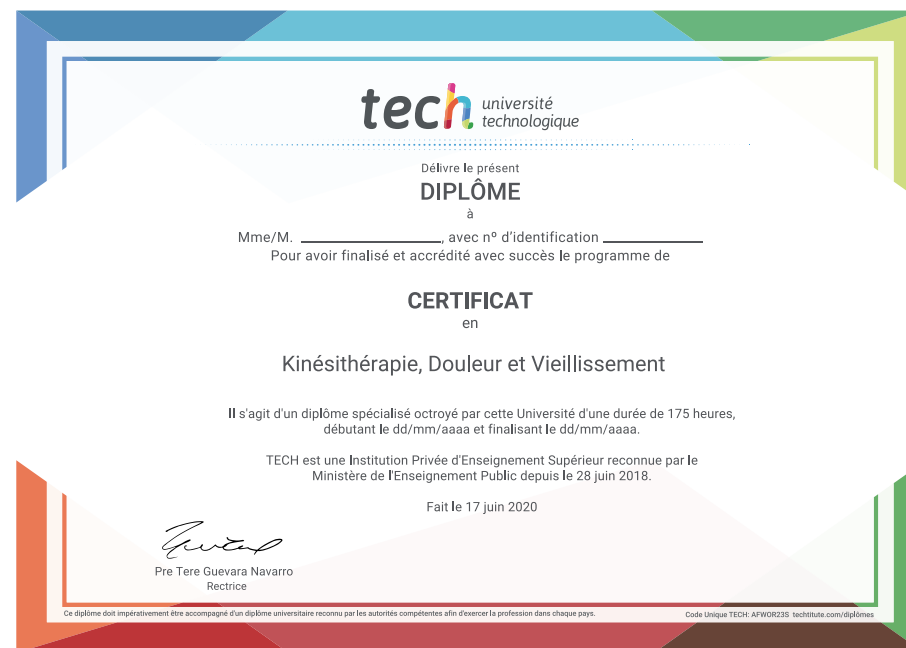 tech université
technologique
Délivre le présent
DIPLÔME
à
Mme/M. ____________________, avec nº d'identification ______________
Pour avoir finalisé et accrédité avec succès le programme de
CERTIFICAT
en
Kinésithérapie, Douleur et Vieillissement
Il s'agit d'un diplôme spécialisé octroyé par cette Université d'une durée de 175 heures,
débutant le dd/mm/aaaa et finalisant le dd/mm/aaaa.
TECH est une Institution Privée d'Enseignement Supérieur reconnue par le
Ministère de l'Enseignement Public depuis le 28 juin 2018.
Fait le 17 juin 2020
Pre Tere Guevara Navarro
Rectrice
Ce diplôme doit impérativement être accompagné d'un diplôme universitaire reconnu par les autorités compétentes afin d'exercer la profession dans chaque pays.
Code Unique TECH: AFWOR23S techtitute.com/diplômes